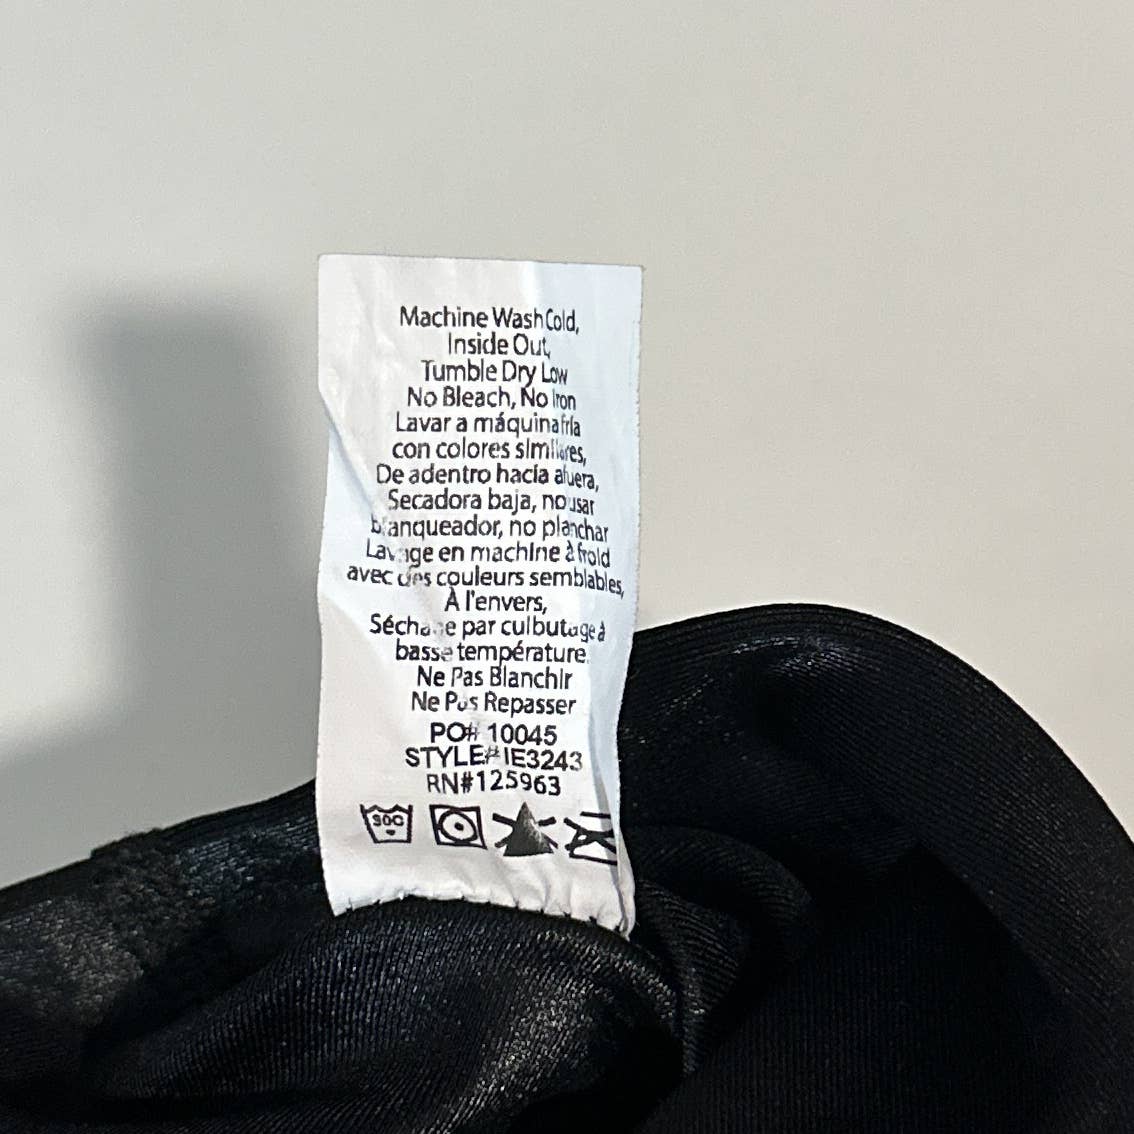 Machine Wash Cold,
Inside Out,
Tumble Dry Low
No Bleach, No Iron
Lavar a máquina fría
con colores similares,
De adentro hacia afuera,
Secadora baja, no usar
blanqueador, no planchar
Lavage en machine à froid
avec des couleurs semblables,
À l'envers,
Séchage par culbutage à
basse température.
Ne Pas Blanchir
Ne Pas Repasser
PO# 10045
STYLE# IE3243
RN#125963
30C